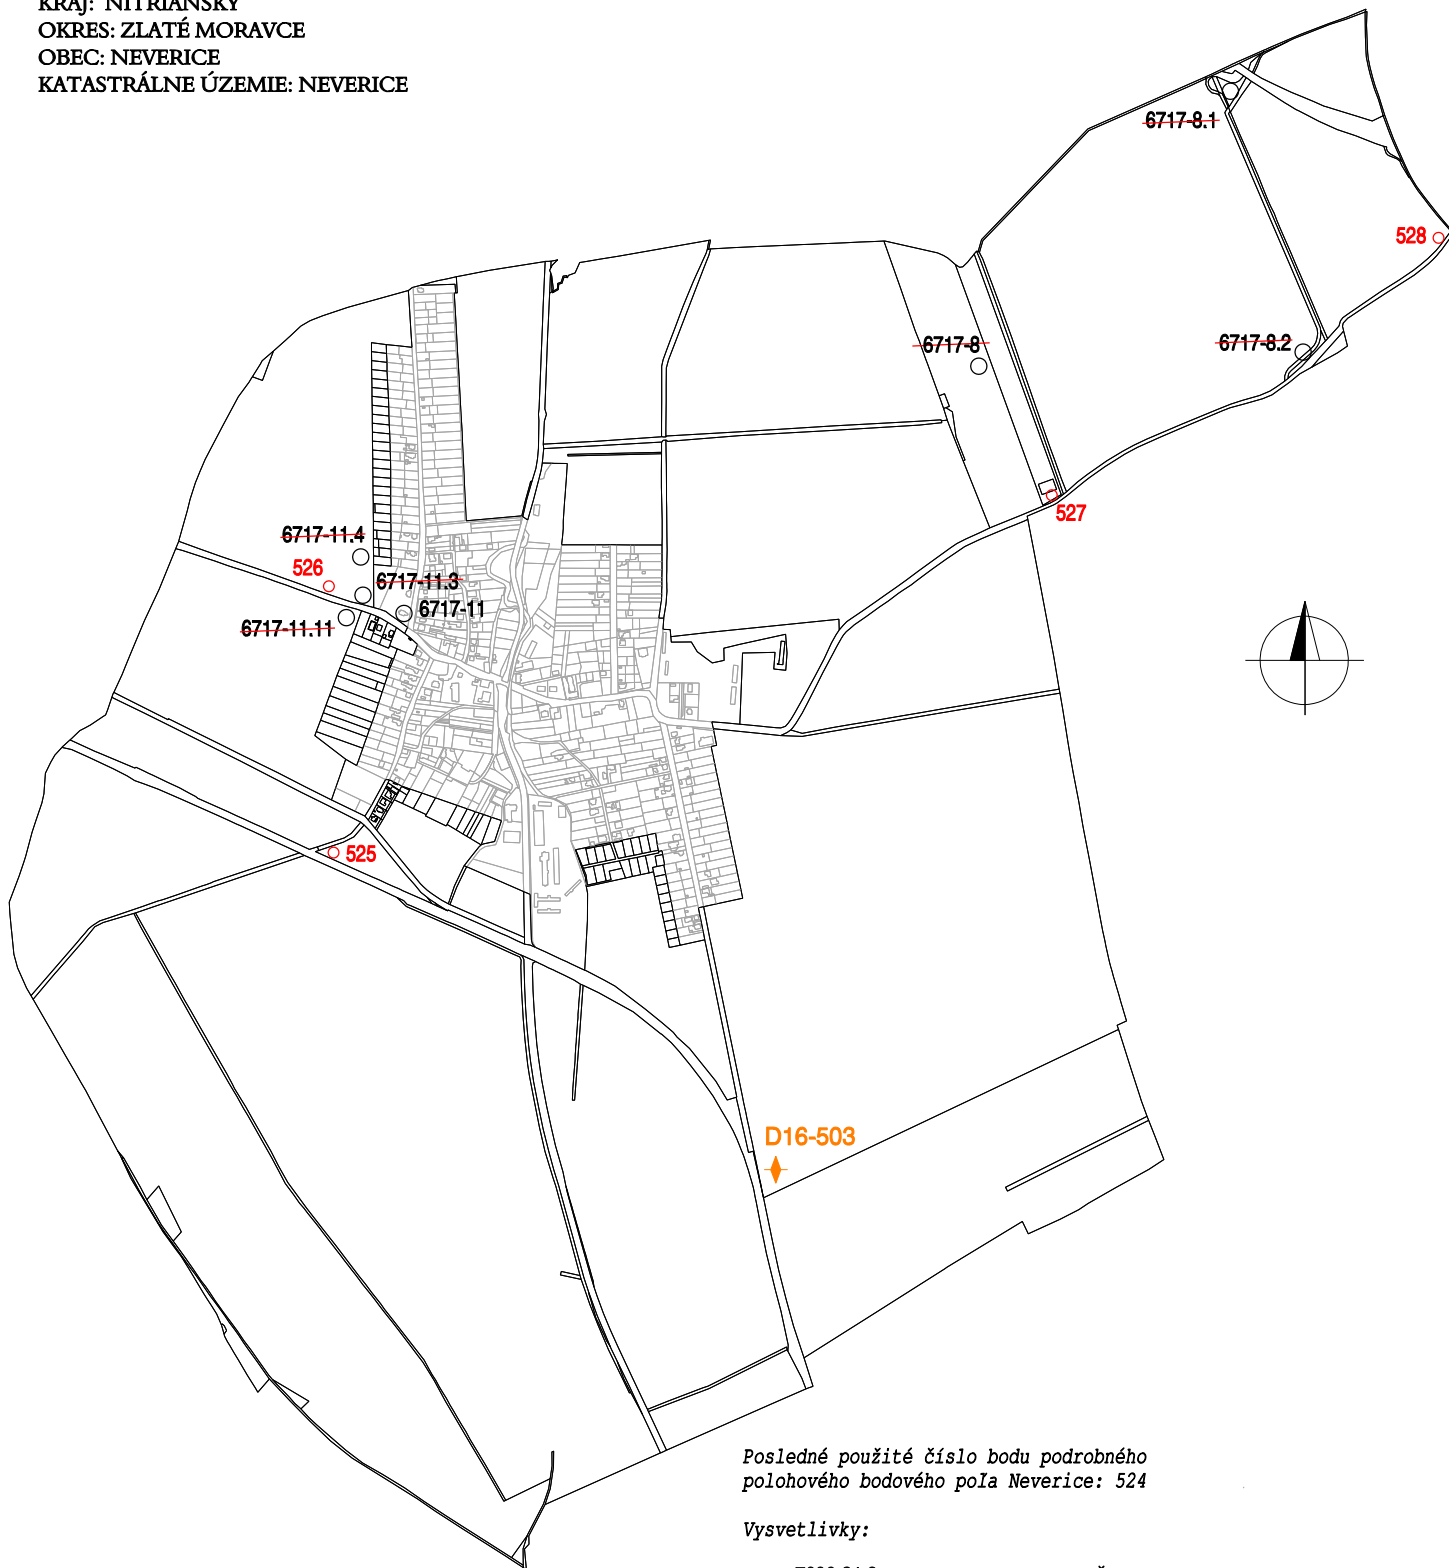 KRAJ: NITRIANSKY
OKRES: ZLATÉ MORAVCE
OBEC: NEVERICE
KATASTRÁLNE ÚZEMIE: NEVERICE
6717-8.1
528
6717-8
6717-8.2
527
6717-11.4
526
6717-11.3
6717-11
6717-11.11
525
D16-503
Posledné použité číslo bodu podrobného
polohového bodového poľa Neverice: 524
Vysvetlivky: